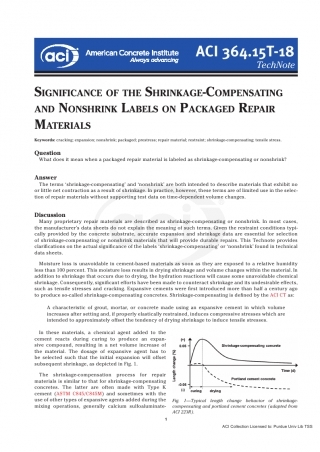 aci
American Concrete Institute
Always advancing
ACI 364.15T-18
TechNote
SIGNIFICANCE OF THE SHRINKAGE-COMPENSATING
AND NONSHRINK LABELS ON PACKAGED REPAIR
MATERIALS
Keywords: cracking; expansion; nonshrink; packaged; prestress; repair material; restraint; shrinkage-compensating; tensile stress.
Question
What does it mean when a packaged repair material is labeled as shrinkage-compensating or nonshrink?
Answer
The terms 'shrinkage-compensating' and 'nonshrink' are both intended to describe materials that exhibit no
or little net contraction as a result of shrinkage. In practice, however, these terms are of limited use in the selec-
tion of repair materials without supporting test data on time-dependent volume changes.
Discussion
Many proprietary repair materials are described as shrinkage-compensating or nonshrink. In most cases,
the manufacturer's data sheets do not explain the meaning of such terms. Given the restraint conditions typi-
cally provided by the concrete substrate, accurate expansion and shrinkage data are essential for selection
of shrinkage-compensating or nonshrink materials that will provide durable repairs. This Technote provides
clarifications on the actual significance of the labels 'shrinkage-compensating' or 'nonshrink' found in technical
data sheets.
Moisture loss is unavoidable in cement-based materials as soon as they are exposed to a relative humidity
less than 100 percent. This moisture loss results in drying shrinkage and volume changes within the material. In
addition to shrinkage that occurs due to drying, the hydration reactions will cause some unavoidable chemical
shrinkage. Consequently, significant efforts have been made to counteract shrinkage and its undesirable effects,
such as tensile stresses and cracking. Expansive cements were first introduced more than half a century ago
to produce so-called shrinkage-compensating concretes. Shrinkage-compensating is defined by the ACI CT as:
A characteristic of grout, mortar, or concrete made using an expansive cement in which volume
increases after setting and, if properly elastically restrained, induces compressive stresses which are
intended to approximately offset the tendency of drying shrinkage to induce tensile stresses.
In these materials, a chemical agent added to the
cement reacts during curing to produce an expan-
sive compound, resulting in a net volume increase of
the material. The dosage of expansive agent has to
be selected such that the initial expansion will offset
subsequent shrinkage, as depicted in Fig. 1.
The shrinkage-compensation process for repair
materials is similar to that for shrinkage-compensating
concretes. The latter are often made with Type K
cement (ASTM C845/C845M) and sometimes with the
use of other types of expansive agents added during the
mixing operations, generally calcium sulfoaluminate-
Length change (%)
Shrinkage-compensating concrete
Portland cement concrete
curing
drying
Time (t)
Fig. 1—Typical length change behavior of shrinkage-
compensating and portland cement concretes (adapted from
ACI 223R).
1
ACI Collection Licensed to: Purdue Univ Lib TSS